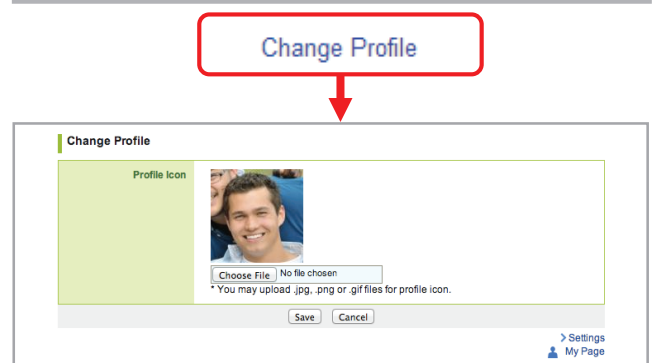 Change Profile
Change Profile
Profile Icon
Choose File No file chosen
* You may upload .jpg, .png or .gif files for profile icon.
Save Cancel
> Settings
My Page